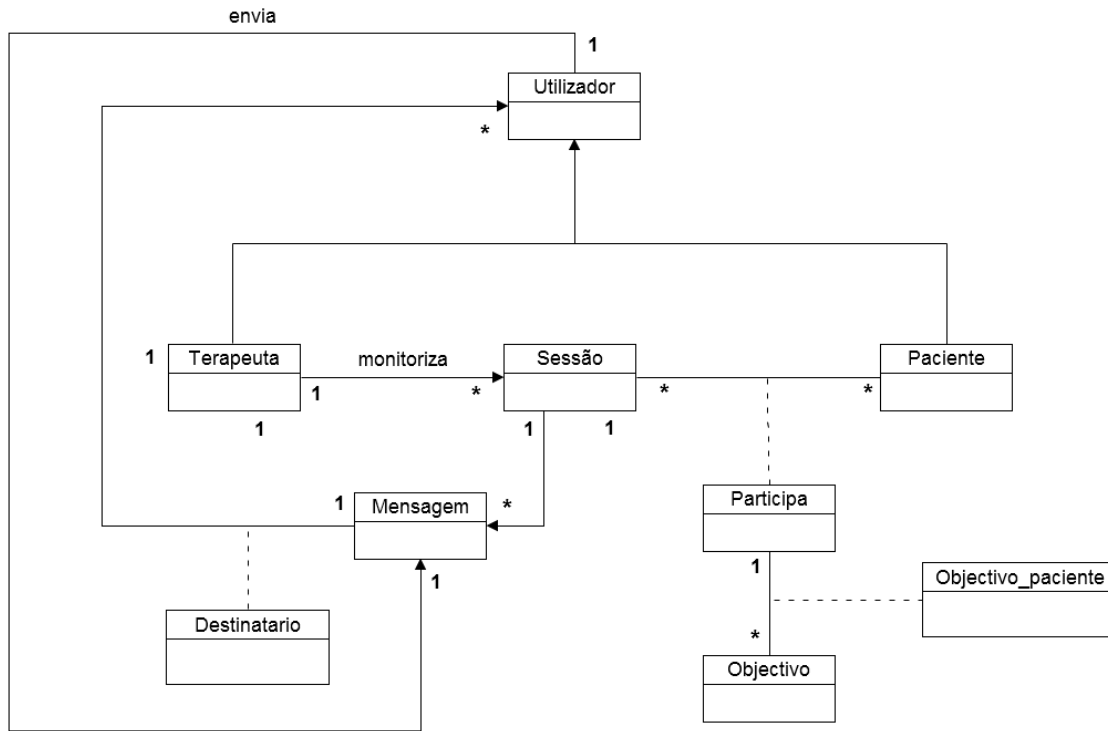 envia
1
Utilizador
*
1 Terapeuta monitoriza Sessão Paciente
1 * * *
1 1 1
1 Mensagem * Participa
1 1 Objectivo_paciente
Destinatario *
Objectivo